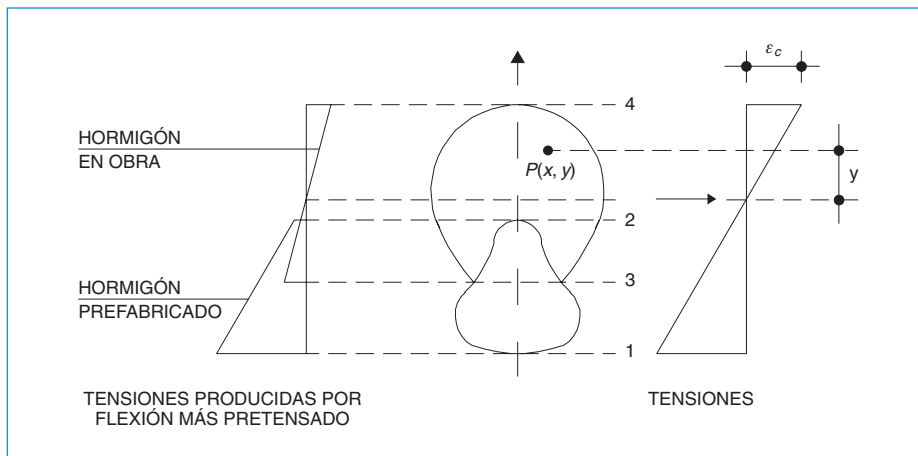 εc
4
HORMIGÓN
EN OBRA
P(x, y)
y
2
HORMIGÓN
PREFABRICADO
3
1
TENSIONES PRODUCIDAS POR
FLEXIÓN MÁS PRETENSADO
TENSIONES